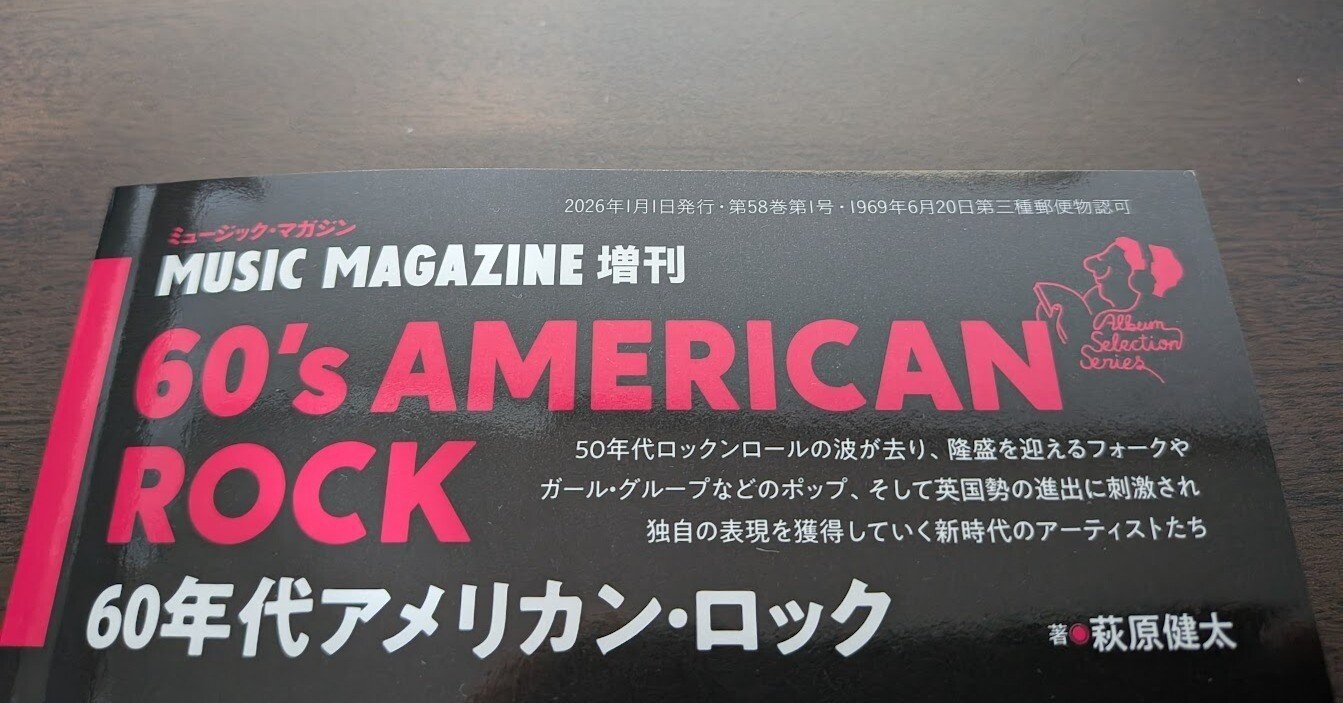 2026年1月1日発行・第58巻第1号・1969年6月20日第三種郵便物認可
ミュージック・マガジン
MUSIC MAGAZINE 増刊
60's AMERICAN
ROCK
Album
Selection
Series
50年代ロックンロールの波が去り、隆盛を迎えるフォークや
ガール・グループなどのポップ、そして英国勢の進出に刺激され
独自の表現を獲得していく新時代のアーティストたち
60年代アメリカン・ロック
著◉萩原健太